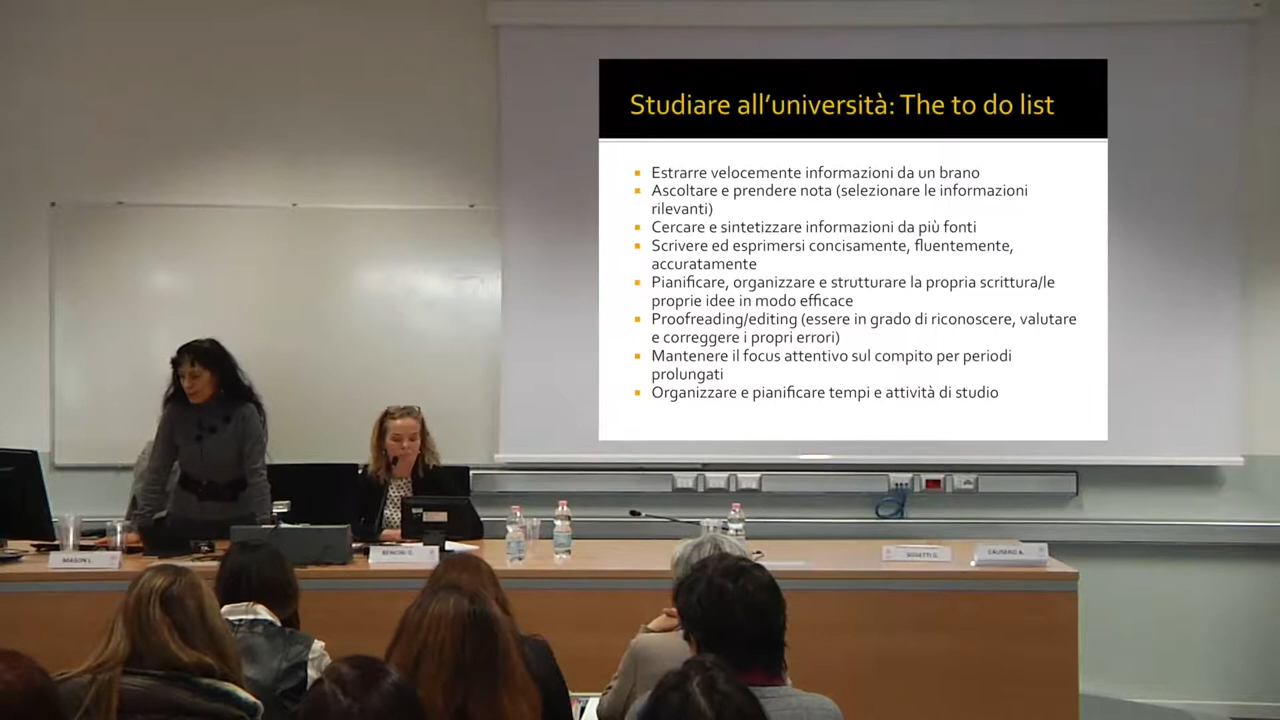 Studiare all'università: The to do list
Estrarre velocemente informazioni da un brano
Ascoltare e prendere nota (selezionare le informazioni
rilevanti)
Cercare e sintetizzare informazioni da più fonti
Scrivere ed esprimersi concisamente, fluentemente,
accuratamente
Pianificare, organizzare e strutturare la propria scrittura/le
proprie idee in modo efficace
Proofreading/editing (essere in grado di riconoscere, valutare
e correggere i propri errori)
Mantenere il focus attentivo sul compito per periodi
prolungati
Organizzare e pianificare tempi e attività di studio
MASON L.
CAUSERO A.